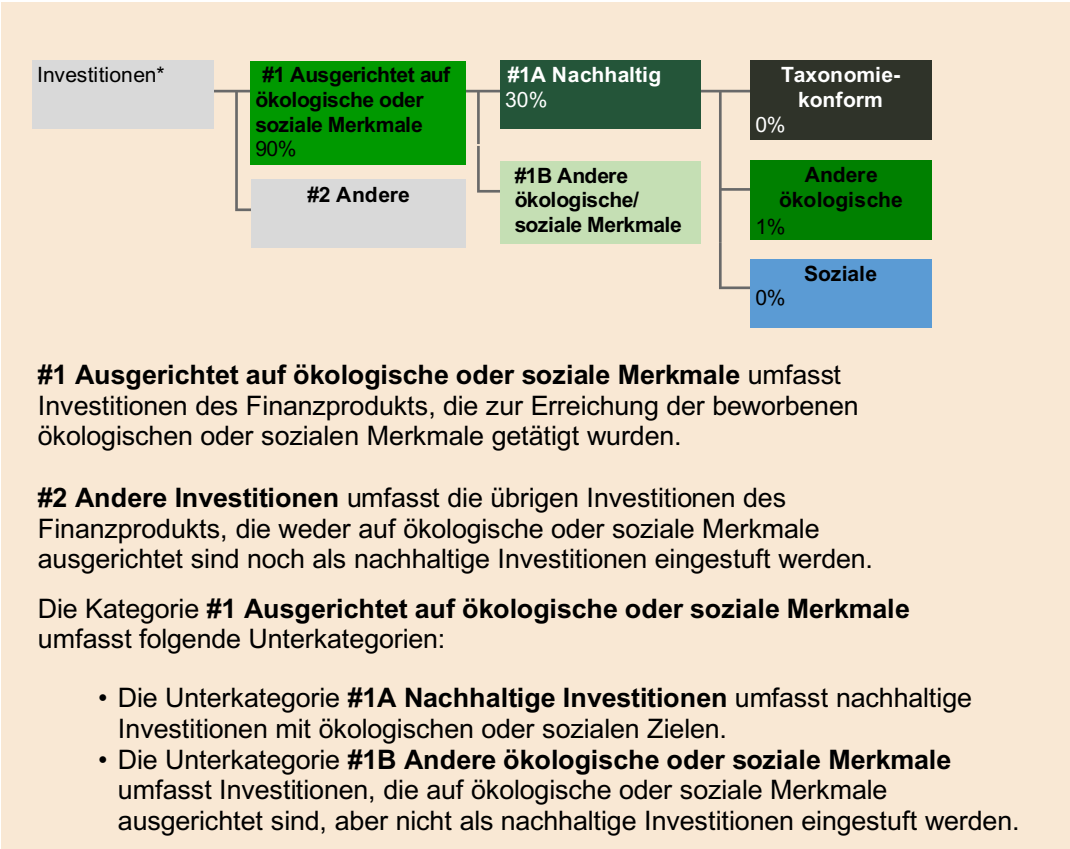 Investitionen*
#1 Ausgerichtet auf
ökologische oder
soziale Merkmale
90%
#2 Andere
#1A Nachhaltig
30%
#1B Andere
ökologische/
soziale Merkmale
Taxonomie-
konform
0%
Andere
ökologische
1%
Soziale
0%
#1 Ausgerichtet auf ökologische oder soziale Merkmale umfasst
Investitionen des Finanzprodukts, die zur Erreichung der beworbenen
ökologischen oder sozialen Merkmale getätigt wurden.
#2 Andere Investitionen umfasst die übrigen Investitionen des
Finanzprodukts, die weder auf ökologische oder soziale Merkmale
ausgerichtet sind noch als nachhaltige Investitionen eingestuft werden.
Die Kategorie #1 Ausgerichtet auf ökologische oder soziale Merkmale
umfasst folgende Unterkategorien:
• Die Unterkategorie #1A Nachhaltige Investitionen umfasst nachhaltige
Investitionen mit ökologischen oder sozialen Zielen.
• Die Unterkategorie #1B Andere ökologische oder soziale Merkmale
umfasst Investitionen, die auf ökologische oder soziale Merkmale
ausgerichtet sind, aber nicht als nachhaltige Investitionen eingestuft werden.